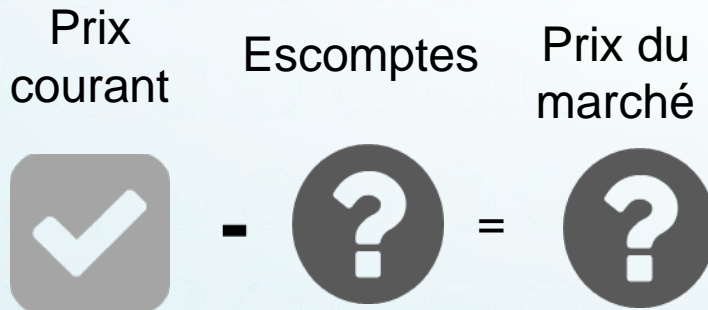 Prix
courant
Escomptes
Prix du
marché
- ? = ?